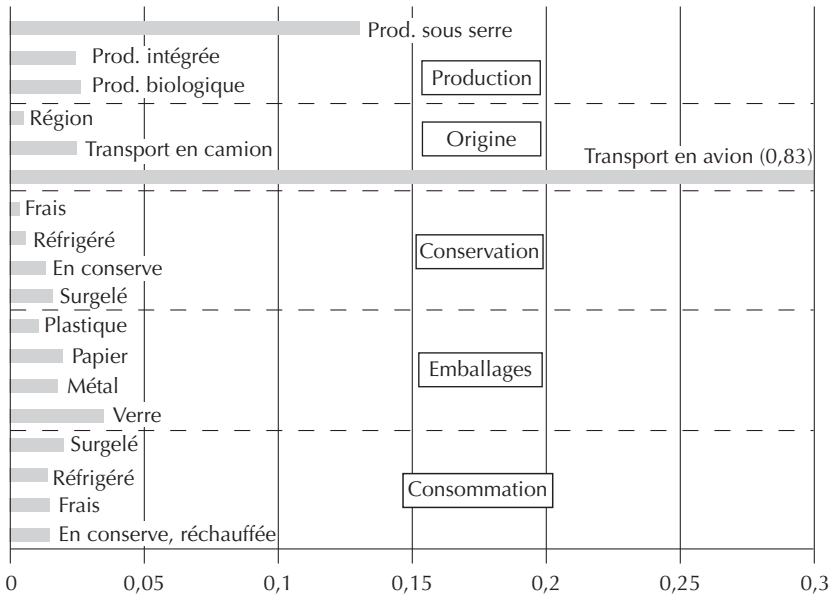 Prod. sous serre
Prod. intégrée
Prod. biologique
Production
Région
Transport en camion
Origine
Transport en avion (0,83)
Frais
Réfrigéré
En conserve
Surgelé
Conservation
Plastique
Papier
Métal
Verre
Emballages
Surgelé
Réfrigéré
Frais
En conserve, réchauffée
Consommation
0 0,05 0,1 0,15 0,2 0,25 0,3